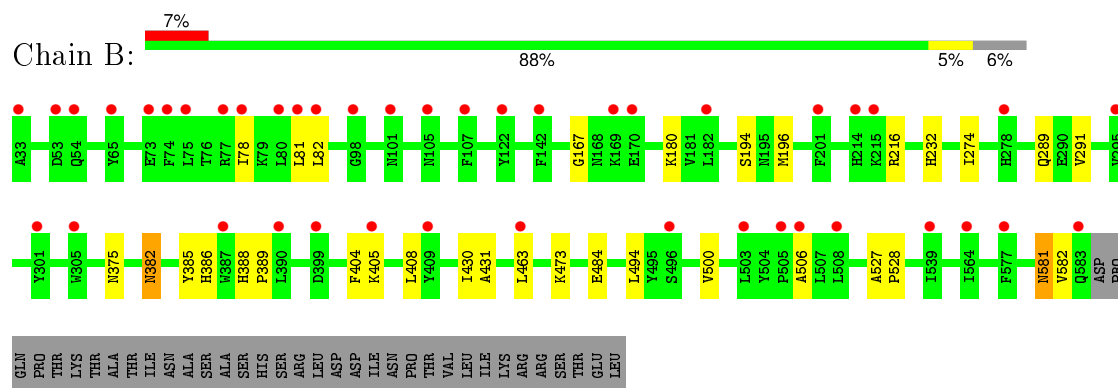 7%
Chain B:
88% 5% 6%
A33 D53 Q54 Y65 E73 F74 L75 I76 R77 I78 K79 L80 L81 L82 G98 N101 N105 F107 Y122 F142 G167 N168 K169 E170 K180 V181 L182 S194 N195 M196 F201 H214 K215 R216 H232 I274 H278 Q289 E290 V291
Y301 W305 N375 N382 Y385 H386 W387 H388 P389 L390 D399 F404 K405 L408 Y409 I430 A431 L463 K473 E484 L494 Y495 S496 V500 L503 Y504 P505 A506 L507 L508 A527 P528 I539 I564 F577 N581 V582 Q583 ASP PRO
GLN PRO THR LYS THR ALA THR ILE ASN ALA SER ALA SER HIS SER ARG LEU ASP ASP ILE ASN PRO THR VAL LEU ILE LYS ARG ARG SER THR GLU LEU